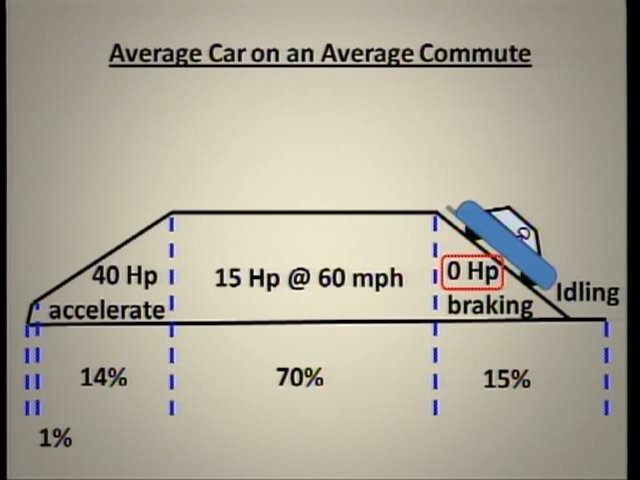 Average Car on an Average Commute
40 Hp
accelerate
15 Hp @ 60 mph
0 Hp
braking
Idling
14%
70%
15%
1%